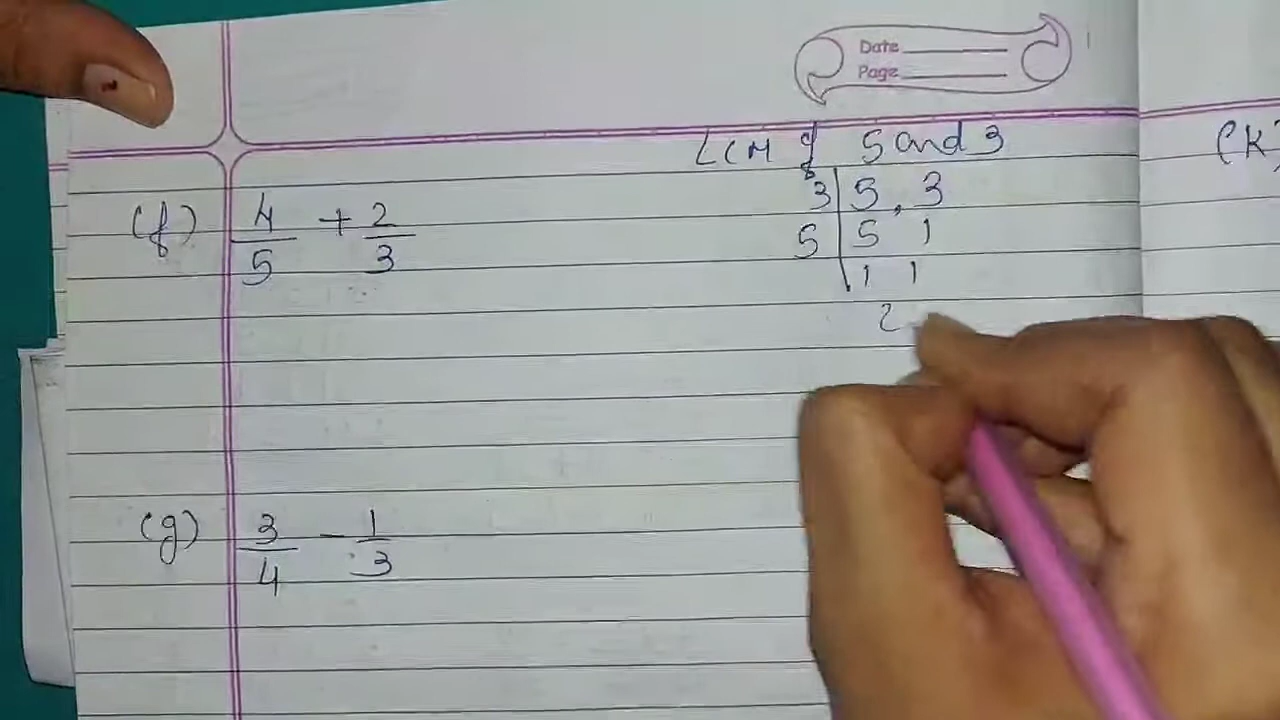 Date
Page
LCM of 5 and 3
(K)
(f) 4/5 + 2/3
3 | 5, 3
5 | 5 1
1 1
2
(g) 3/4 - 1/3